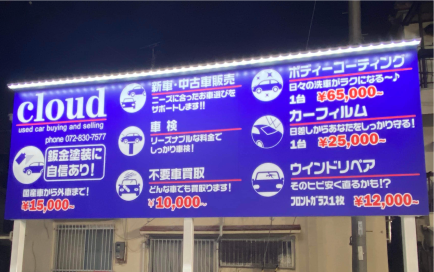 cloud
used car buying and selling
phone 072-630-7577
鈑金塗装に
自信あり!
国産車から外車まで!
¥15,000~
新車・中古車販売
ニーズに合ったお車選びを
サポートします!!
車 検
リーズナブルな料金で
しっかり車検!
不要車買取
どんな車でも買取ります!
¥10,000~
ボディーコーティング
日々の洗車がラクになる~♪
1台 ¥65,000~
カーフィルム
日差しからあなたをしっかり守る!
1台 ¥25,000~
ウインドリペア
そのヒビ安く直るかも!?
フロントガラス1枚 ¥12,000~